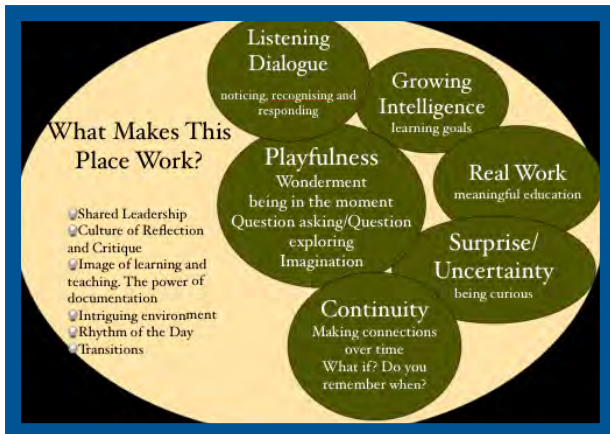 What Makes This
Place Work?
Shared Leadership
Culture of Reflection
and Critique
Image of learning and
teaching. The power of
documentation
Intriguing environment
Rhythm of the Day
Transitions
Listening
Dialogue
noticing, recognising and
responding
Growing
Intelligence
learning goals
Playfulness
Wonderment
being in the moment
Question asking/Question
exploring
Imagination
Real Work
meaningful education
Surprise/
Uncertainty
being curious
Continuity
Making connections
over time
What if? Do you
remember when?